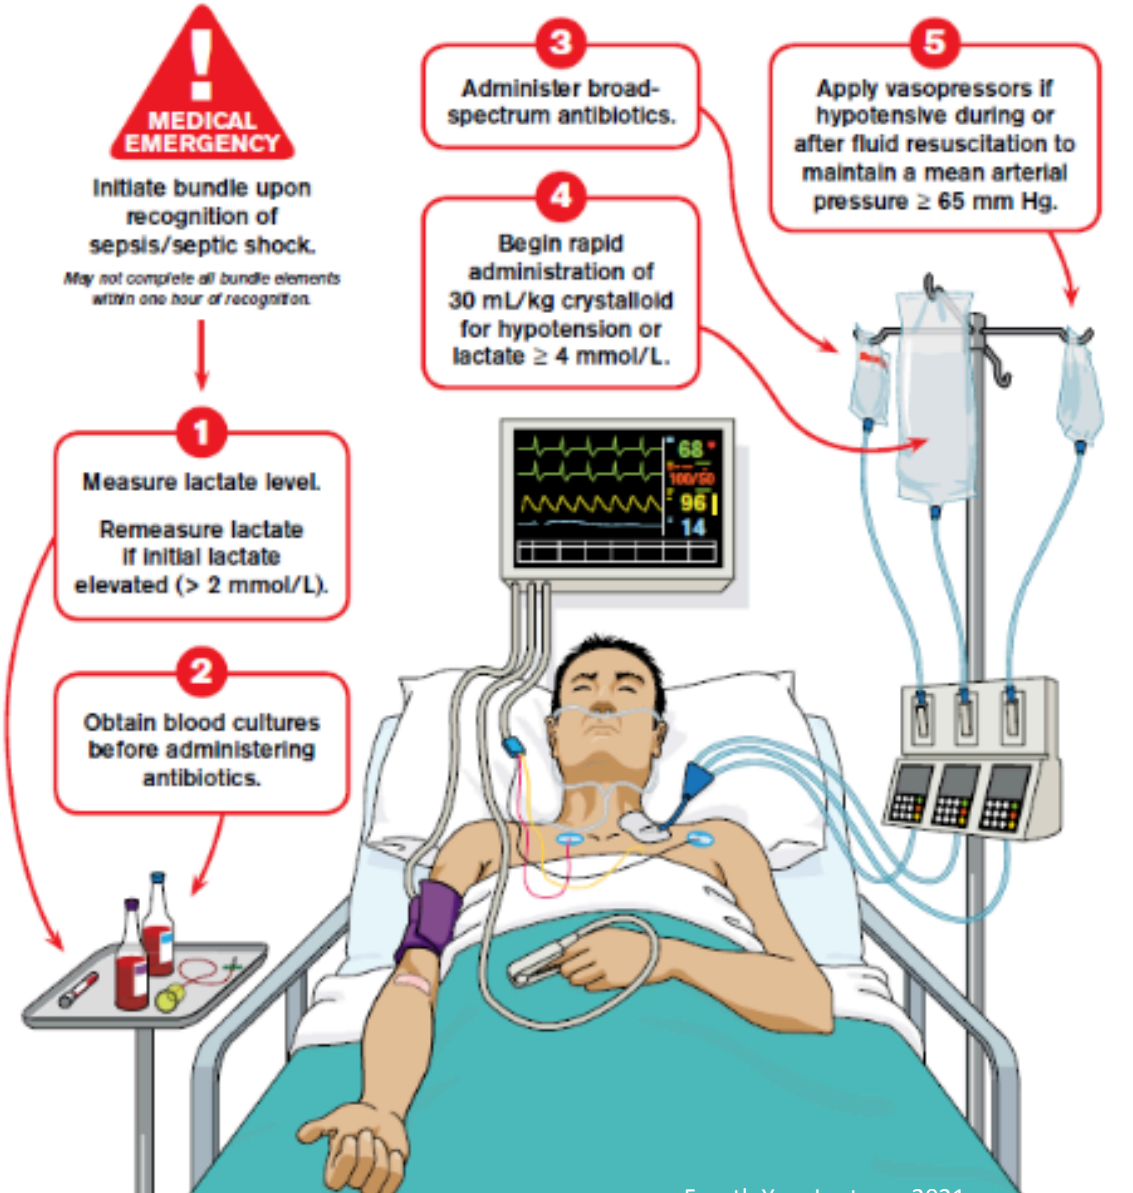 !
MEDICAL
EMERGENCY
Initiate bundle upon
recognition of
sepsis/septic shock.
May not complete all bundle elements
within one hour of recognition.
1
Measure lactate level.
Remeasure lactate
if initial lactate
elevated (> 2 mmol/L).
2
Obtain blood cultures
before administering
antibiotics.
3
Administer broad-
spectrum antibiotics.
4
Begin rapid
administration of
30 mL/kg crystalloid
for hypotension or
lactate ≥ 4 mmol/L.
5
Apply vasopressors if
hypotensive during or
after fluid resuscitation to
maintain a mean arterial
pressure ≥ 65 mm Hg.
68
100/50
96
14
2021